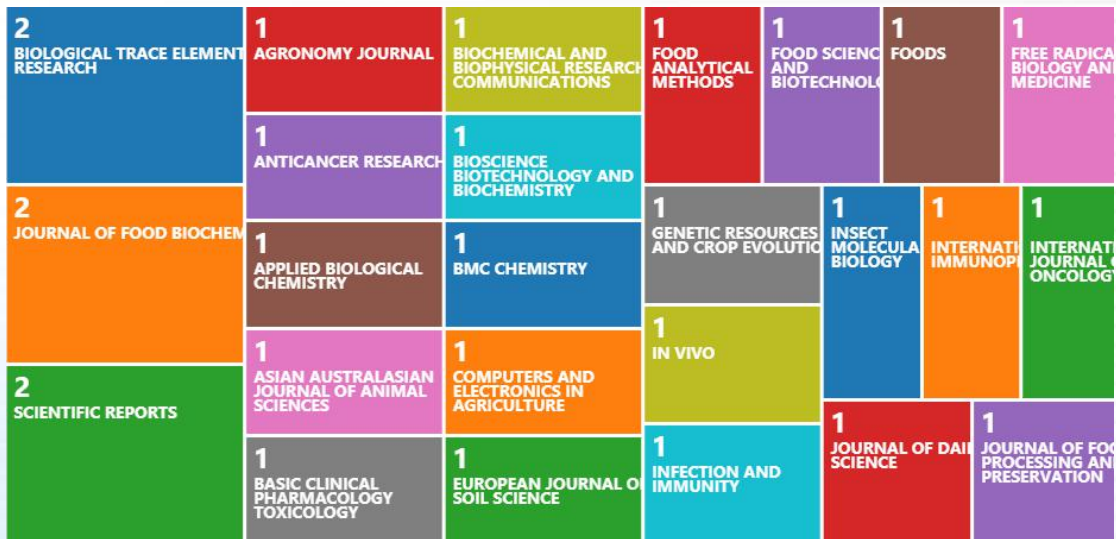 2
BIOLOGICAL TRACE ELEMENT
RESEARCH
2
JOURNAL OF FOOD BIOCHEM
2
SCIENTIFIC REPORTS
1
AGRONOMY JOURNAL
1
ANTICANCER RESEARCH
1
APPLIED BIOLOGICAL
CHEMISTRY
1
ASIAN AUSTRALASIAN
JOURNAL OF ANIMAL
SCIENCES
1
BASIC CLINICAL
PHARMACOLOGY
TOXICOLOGY
1
BIOCHEMICAL AND
BIOPHYSICAL RESEARCH
COMMUNICATIONS
1
BIOSCIENCE
BIOTECHNOLOGY AND
BIOCHEMISTRY
1
BMC CHEMISTRY
1
COMPUTERS AND
ELECTRONICS IN
AGRICULTURE
1
EUROPEAN JOURNAL O
SOIL SCIENCE
1
FOOD
ANALYTICAL
METHODS
1
FOOD SCIENC
AND
BIOTECHNOLO
1
FOODS
1
FREE RADICA
BIOLOGY AN
MEDICINE
1
GENETIC RESOURCES
AND CROP EVOLUTIO
1
IN VIVO
1
INFECTION AND
IMMUNITY
1
INSECT
MOLECULA
BIOLOGY
1
INTERNATI
IMMUNOP
1
INTERNATI
JOURNAL O
ONCOLOGY
1
JOURNAL OF DAI
SCIENCE
1
JOURNAL OF FOO
PROCESSING AN
PRESERVATION